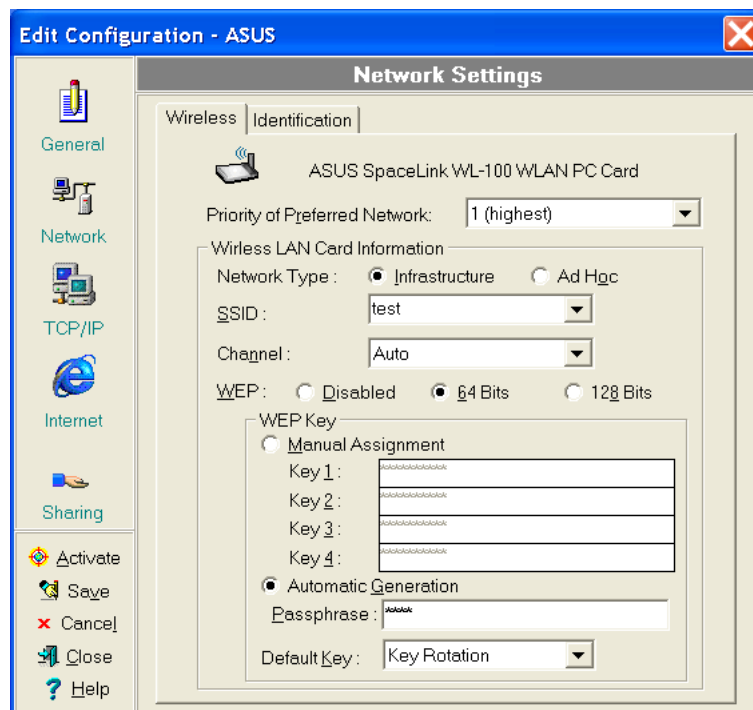 Edit Configuration - ASUS
Network Settings
General
Network
TCP/IP
Internet
Sharing
Activate
Save
Cancel
Close
Help
Wireless
Identification
ASUS SpaceLink WL-100 WLAN PC Card
Priority of Preferred Network: 1 (highest)
Wirless LAN Card Information
Network Type : Infrastructure Ad Hoc
SSID : test
Channel : Auto
WEP : Disabled 64 Bits 128 Bits
WEP Key
Manual Assignment
Key 1 : **********
Key 2 : **********
Key 3 : **********
Key 4 : **********
Automatic Generation
Passphrase : ****
Default Key : Key Rotation